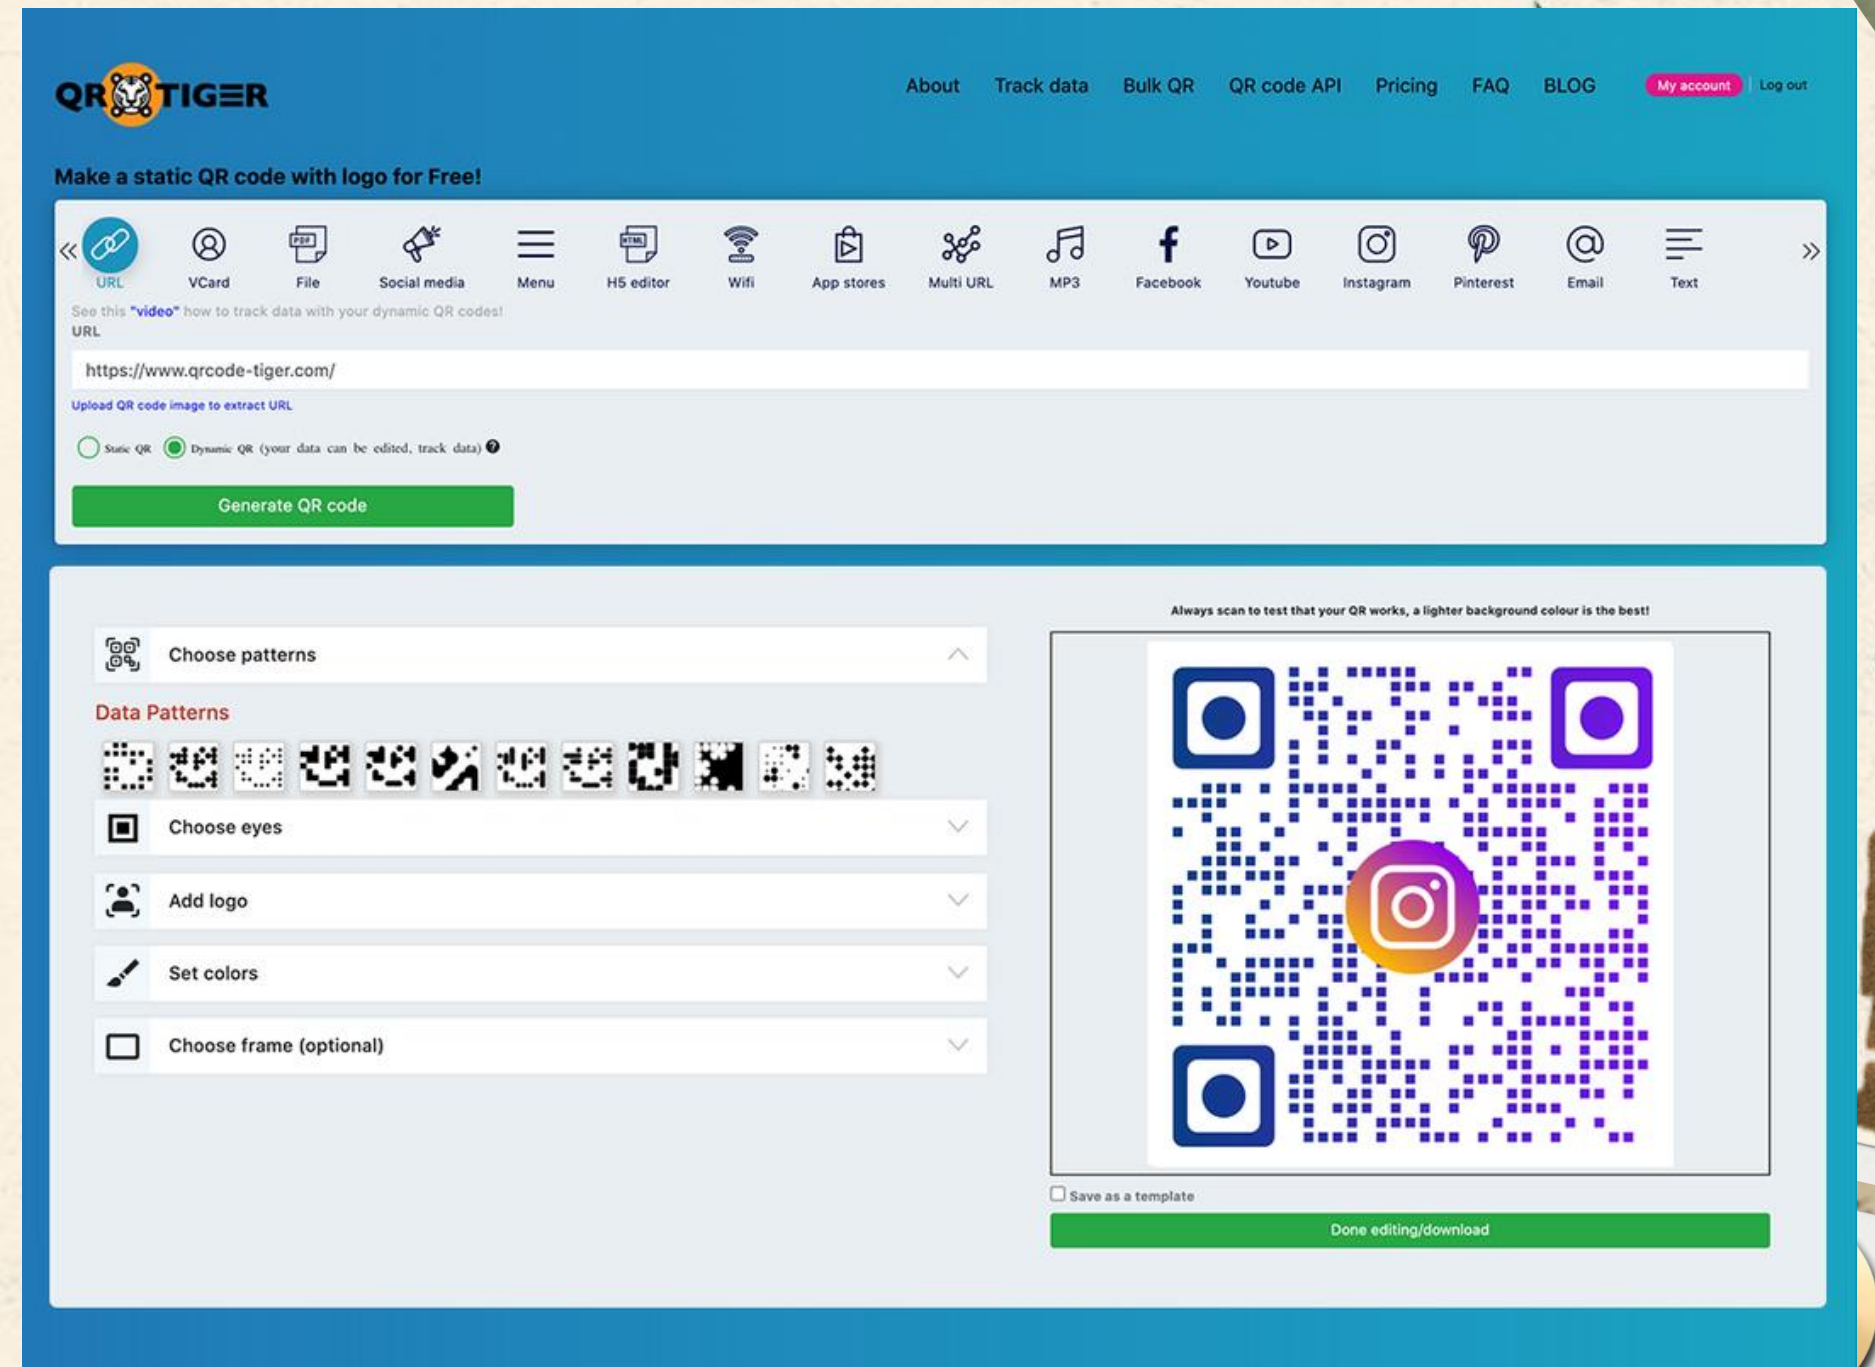 QR TIGER
About Track data Bulk QR QR code API Pricing FAQ BLOG My account Log out
Make a static QR code with logo for Free!
URL VCard File Social media Menu H5 editor Wifi App stores Multi URL MP3 Facebook Youtube Instagram Pinterest Email Text
See this "video" how to track data with your dynamic QR codes!
URL
https://www.qrcode-tiger.com/
Upload QR code image to extract URL
Static QR Dynamic QR (your data can be edited, track data)
Generate QR code
Always scan to test that your QR works, a lighter background colour is the best!
Choose patterns
Data Patterns
Choose eyes
Add logo
Set colors
Choose frame (optional)
Save as a template
Done editing/download